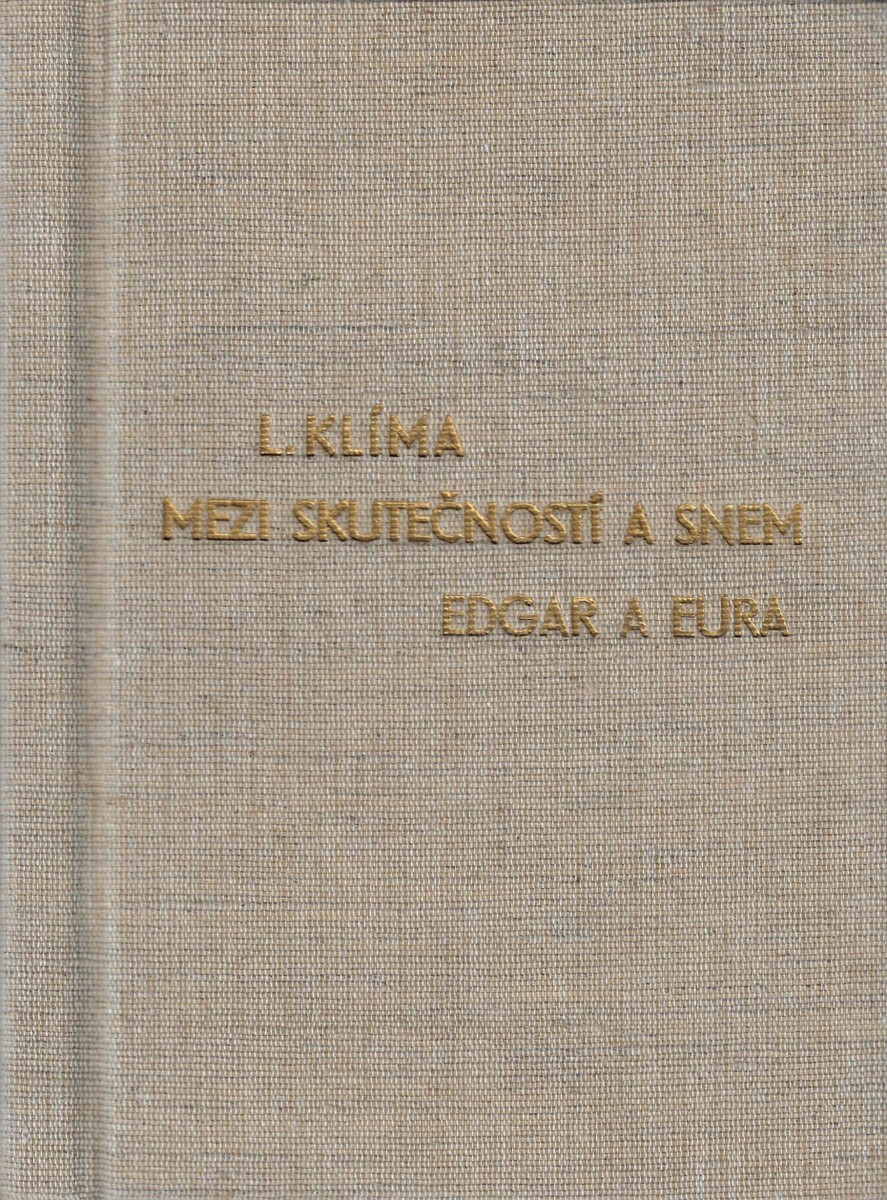 L. KLÍMA
MEZI SKUTEČNOSTÍ A SNEM
EDGAR A EURA